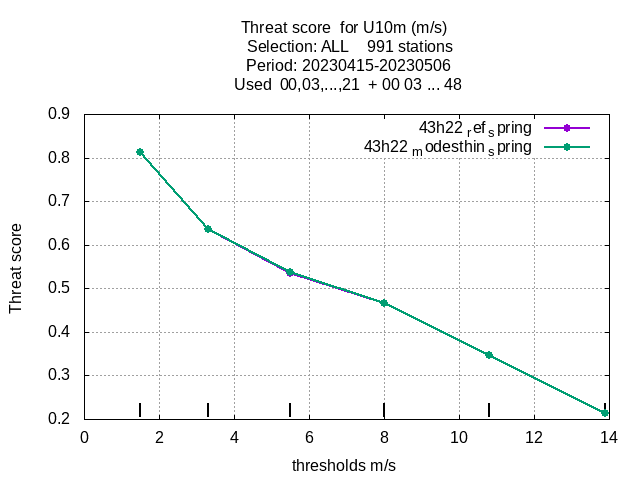 Threat score  for U10m (m/s)
Selection: ALL    991 stations
Period: 20230415-20230506
Used  00,03,...,21  + 00 03 ... 48
43h22 refspring
43h22 modesthinspring
Threat score
0.9
0.8
0.7
0.6
0.5
0.4
0.3
0.2
0 2 4 6 8 10 12 14
thresholds m/s